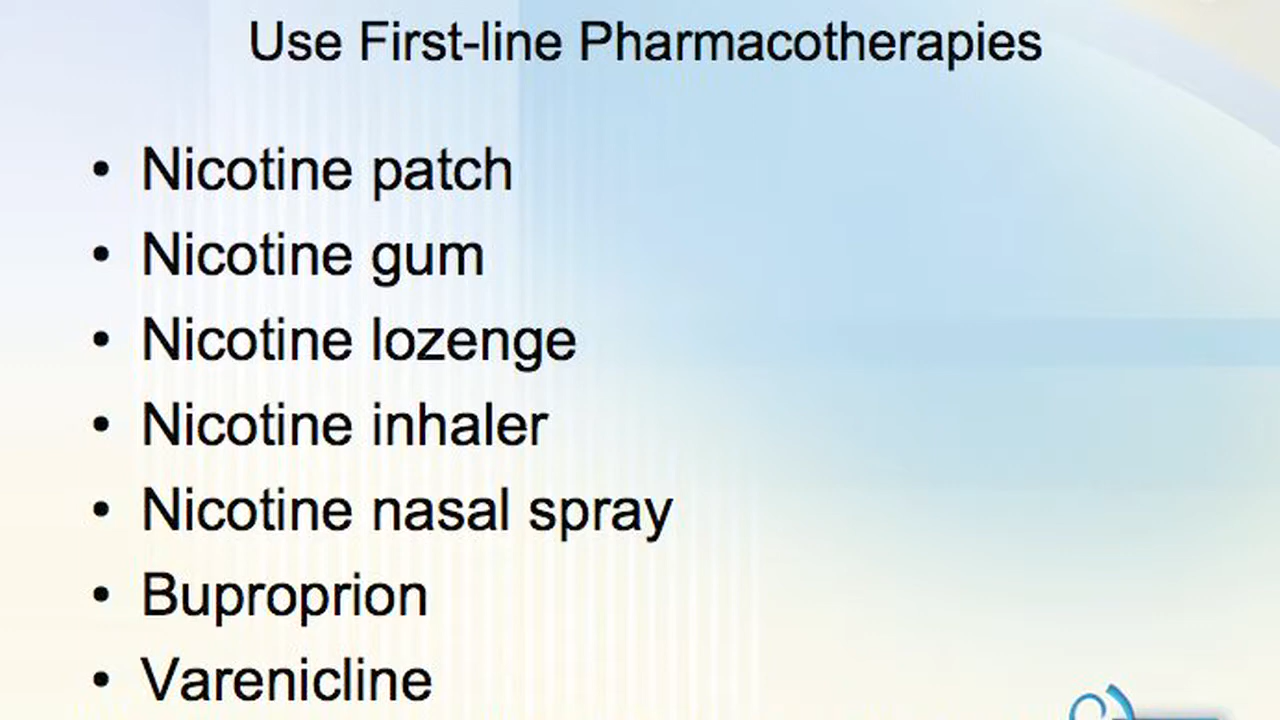 Use First-line Pharmacotherapies
• Nicotine patch
• Nicotine gum
• Nicotine lozenge
• Nicotine inhaler
• Nicotine nasal spray
• Buproprion
• Varenicline